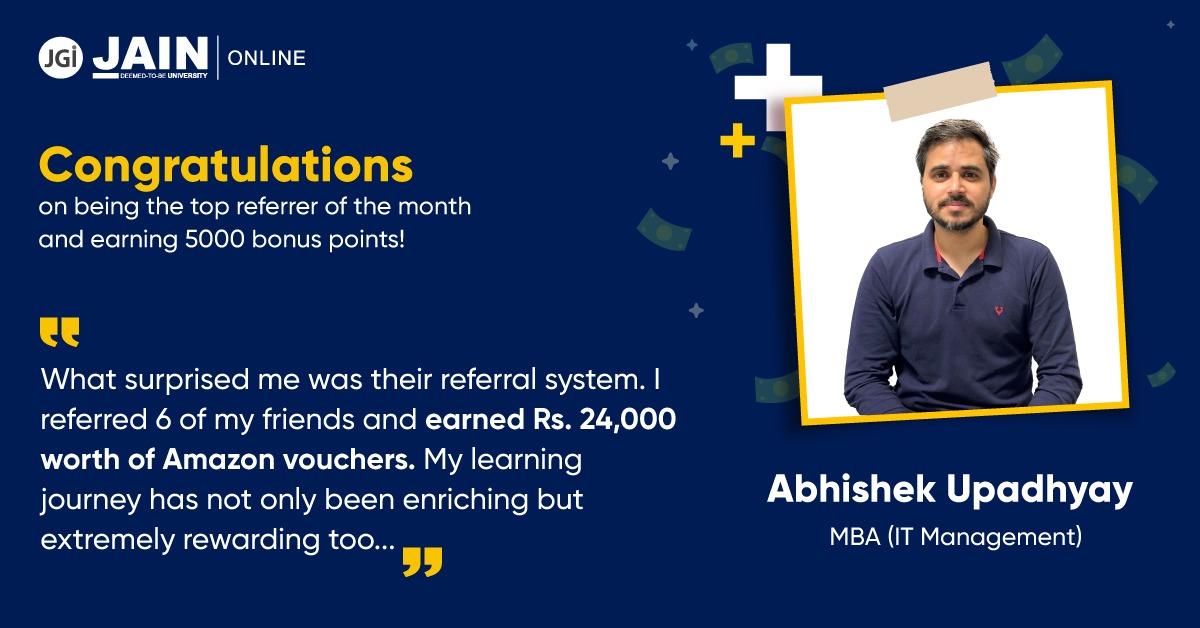 JGi JAIN ONLINE
DEEMED-TO-BE UNIVERSITY
Congratulations
on being the top referrer of the month
and earning 5000 bonus points!
What surprised me was their referral system. I
referred 6 of my friends and earned Rs. 24,000
worth of Amazon vouchers. My learning
journey has not only been enriching but
extremely rewarding too...
Abhishek Upadhyay
MBA (IT Management)